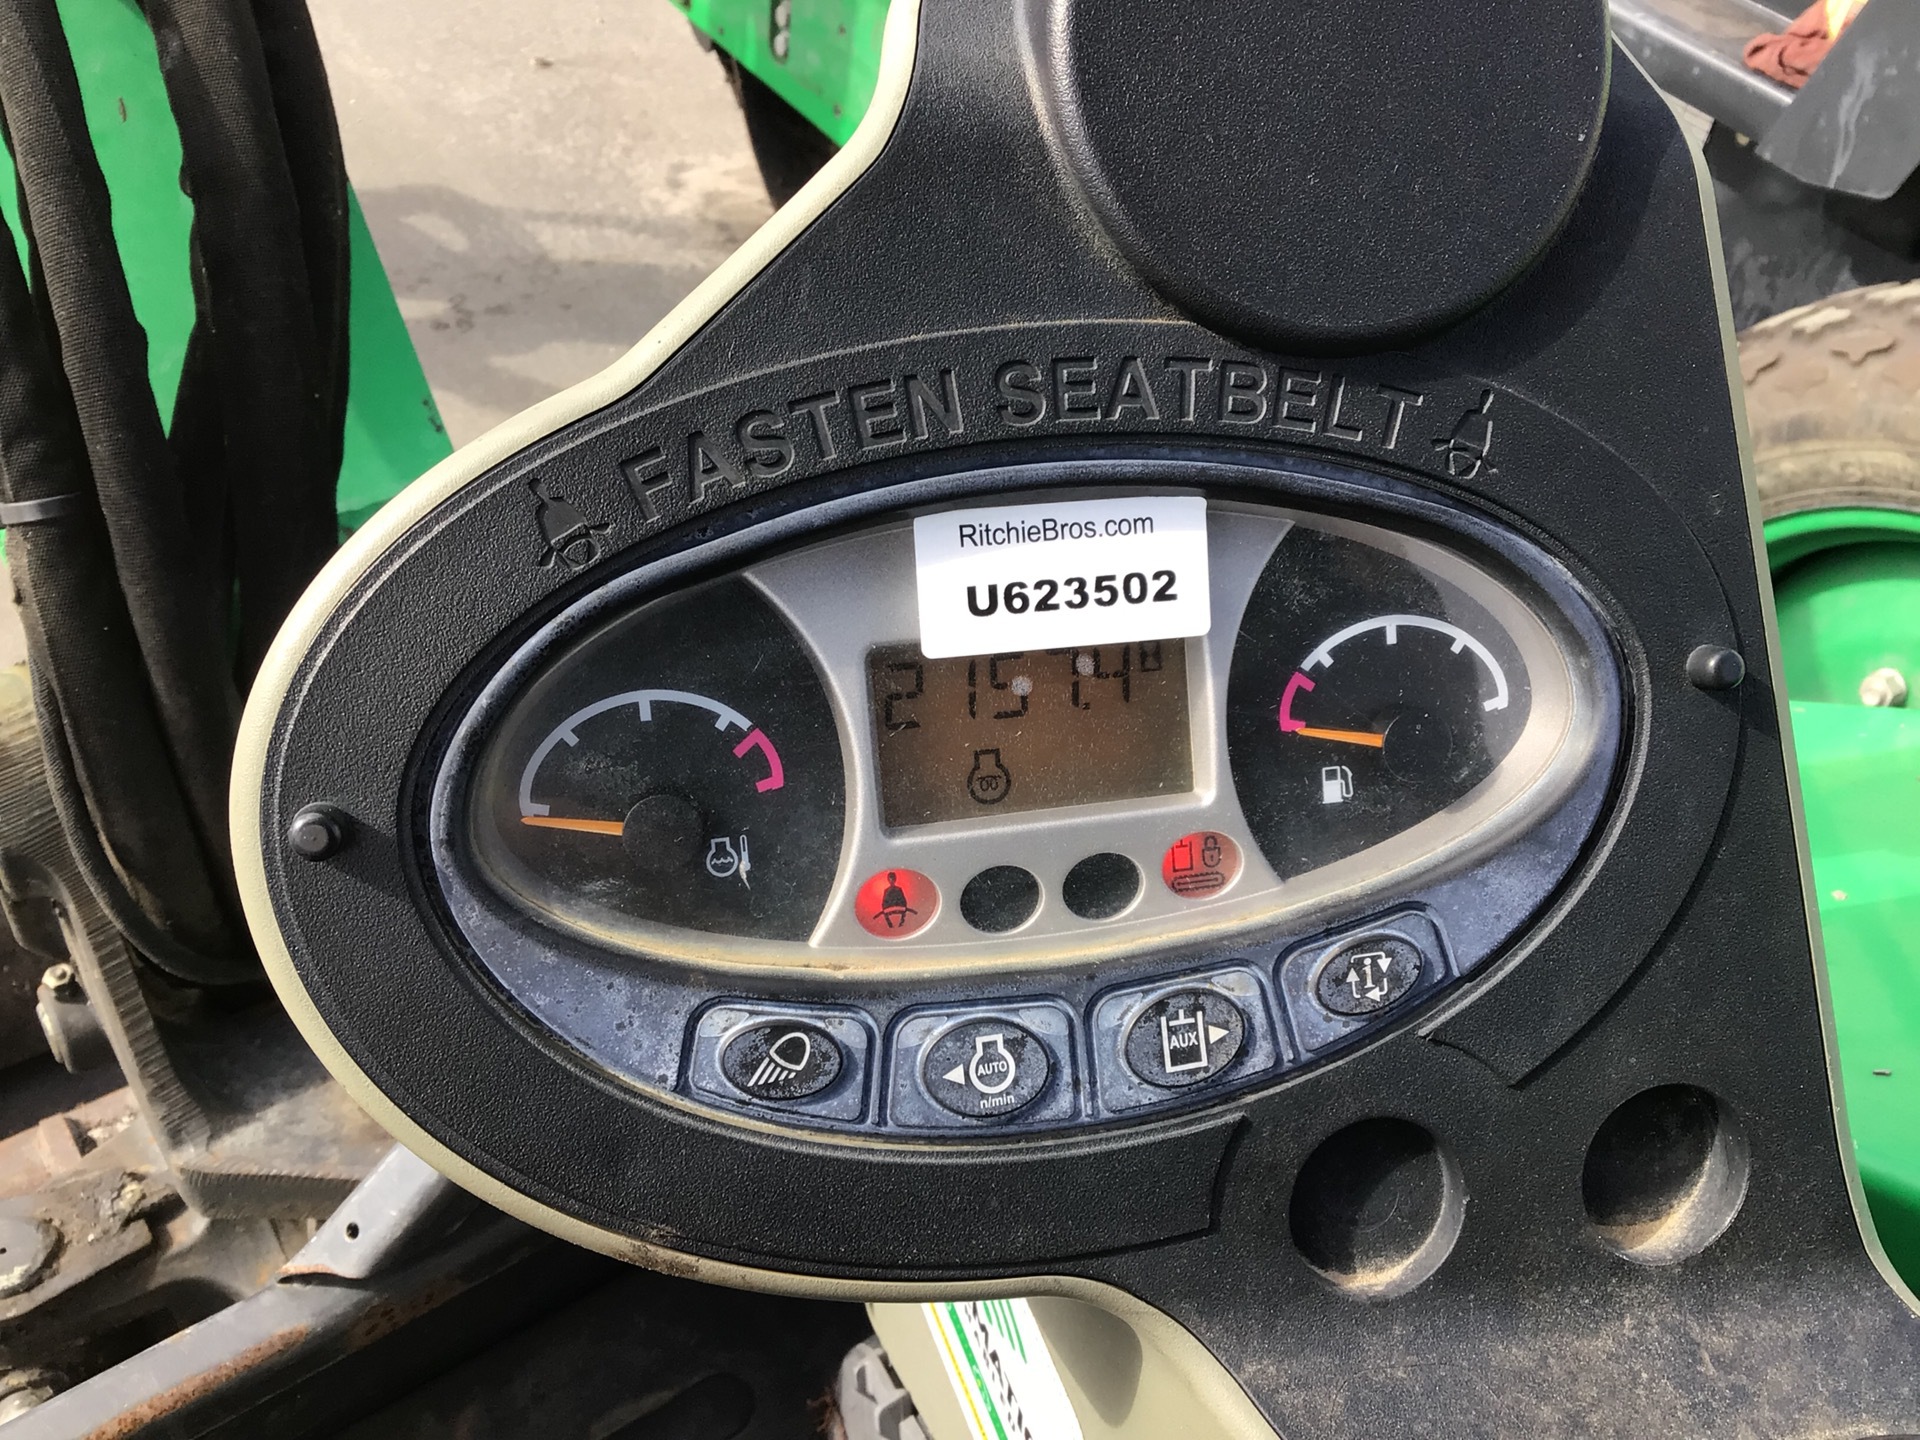 FASTEN SEATBELT
RitchieBros.com
U623502
2157.4 H
AUTO
n/min
AUX
i